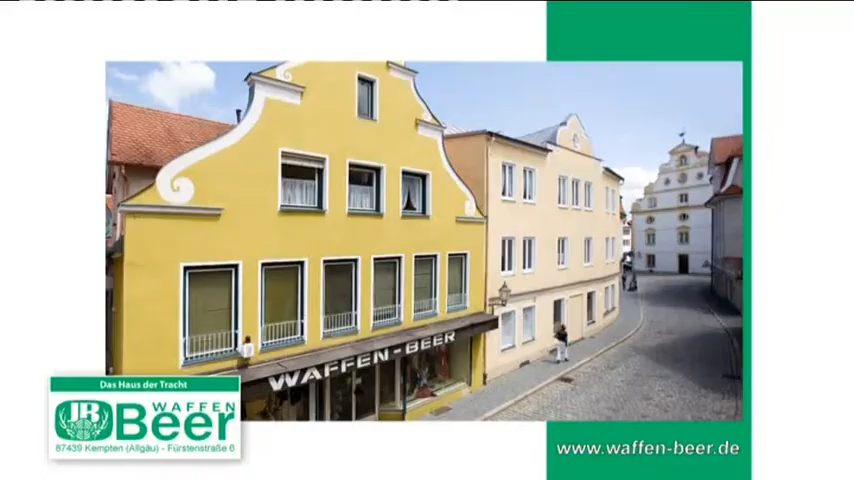 WAFFEN-BEER
Das Haus der Tracht
JB
WAFFEN
Beer
87439 Kempten (Allgäu) - Fürstenstraße 6
www.waffen-beer.de